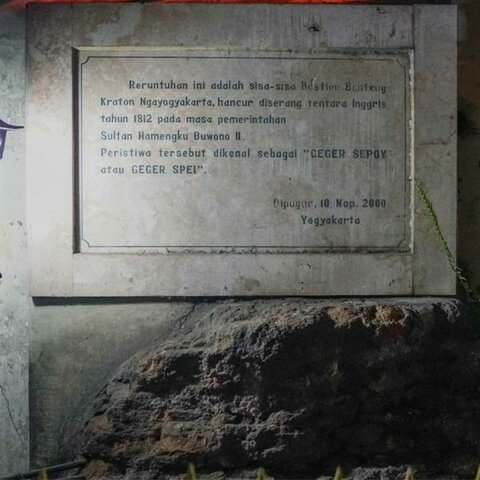 Reruntuhan ini adalah sisa-sisa Bastion Benteng
Kraton Ngayogyakarta, hancur diserang tentara Inggris
tahun 1812 pada masa pemerintahan
Sultan Hamengku Buwono II.
Peristiwa tersebut dikenal sebagai "GEGER SEPOY
atau GEGER SPEI".
Dipugar, 10 Nop. 2000
Yogyakarta